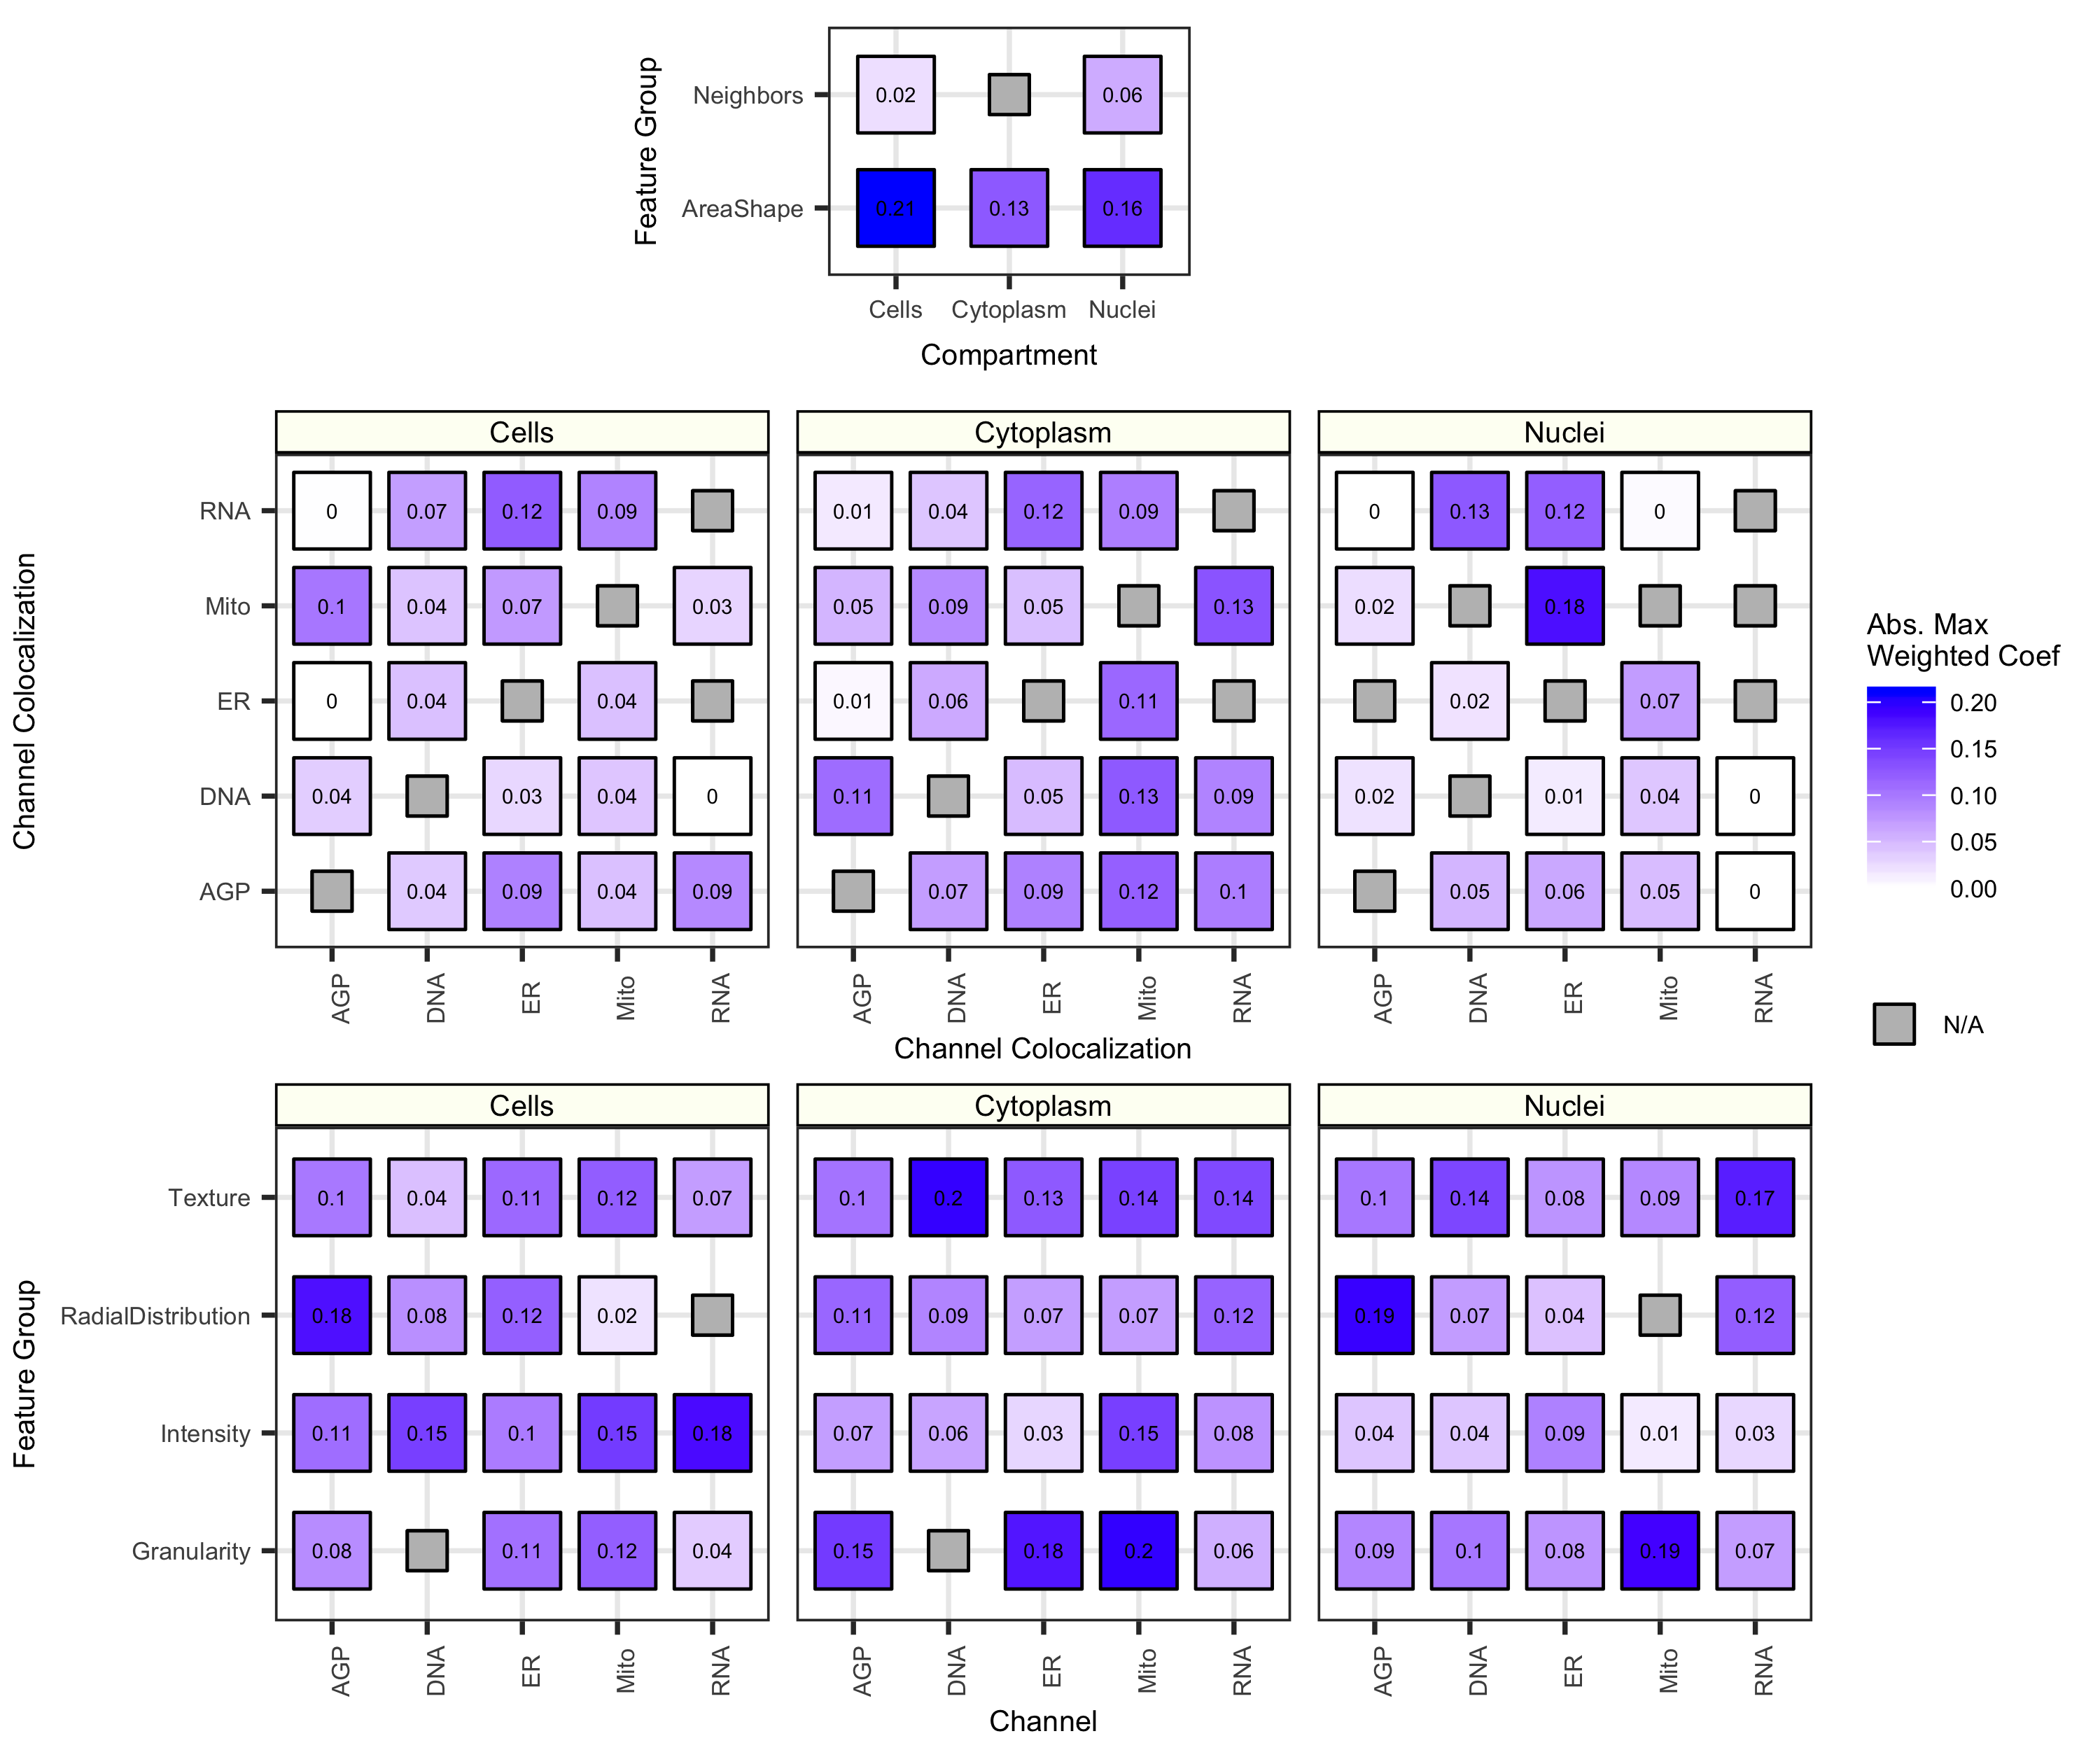 Feature Group
Neighbors 0.02 0.06
AreaShape 0.21 0.13 0.16
Cells Cytoplasm Nuclei
Compartment
Channel Colocalization
Cells Cytoplasm Nuclei
RNA 0 0.07 0.12 0.09 0.01 0.04 0.12 0.09 0 0.13 0.12 0
Mito 0.1 0.04 0.07 0.03 0.05 0.09 0.05 0.13 0.02 0.18
ER 0 0.04 0.04 0.01 0.06 0.11 0.02 0.07
DNA 0.04 0.03 0.04 0 0.11 0.05 0.13 0.09 0.02 0.01 0.04 0
AGP 0.04 0.09 0.04 0.09 0.07 0.09 0.12 0.1 0.05 0.06 0.05 0
AGP DNA ER Mito RNA AGP DNA ER Mito RNA AGP DNA ER Mito RNA
Channel Colocalization
Abs. Max
Weighted Coef
0.20
0.15
0.10
0.05
0.00
N/A
Feature Group
Cells Cytoplasm Nuclei
Texture 0.1 0.04 0.11 0.12 0.07 0.1 0.2 0.13 0.14 0.14 0.1 0.14 0.08 0.09 0.17
RadialDistribution 0.18 0.08 0.12 0.02 0.11 0.09 0.07 0.07 0.12 0.19 0.07 0.04 0.12
Intensity 0.11 0.15 0.1 0.15 0.18 0.07 0.06 0.03 0.15 0.08 0.04 0.04 0.09 0.01 0.03
Granularity 0.08 0.11 0.12 0.04 0.15 0.18 0.2 0.06 0.09 0.1 0.08 0.19 0.07
AGP DNA ER Mito RNA AGP DNA ER Mito RNA AGP DNA ER Mito RNA
Channel